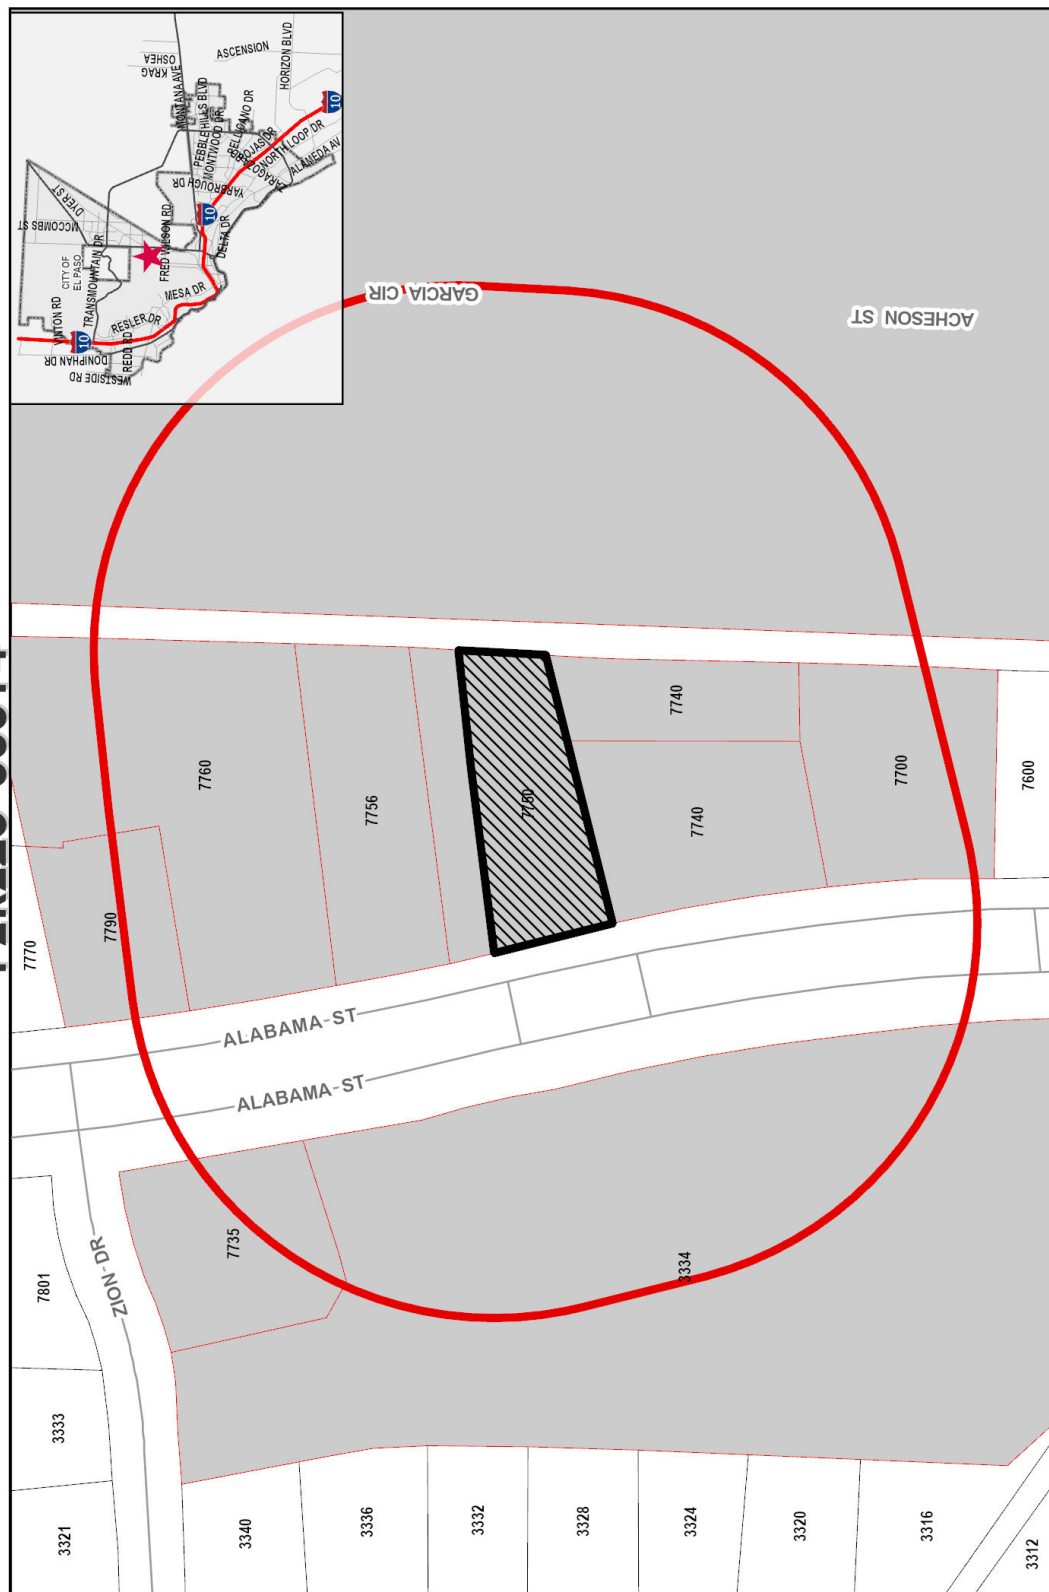 ASCENSION
OSHEA
KRAG
HORIZON BLVD
MONTANA AVE
PEBBLE HILLS BLVD
MONTWOOD DR
YARBROUGH DR
NORTH LOOP DR
ALAMEDA AV
10
10
10
DELTA DR
FRED WILSON RD
DYER ST
MCCOMBS ST
CITY OF
EL PASO
TRANSMOUNTAIN DR
MESA DR
RESLER DR
REDD RD
VINTON RD
DONIPHAN DR
WESTSIDE RD
GARCIA CIR
ACHESON ST
7770
7790
7760
7756
7750
7740
7740
7700
7600
ALABAMA ST
ALABAMA ST
ZION DR
7801
7735
3334
3333
3321
3340
3336
3332
3328
3324
3320
3316
3312